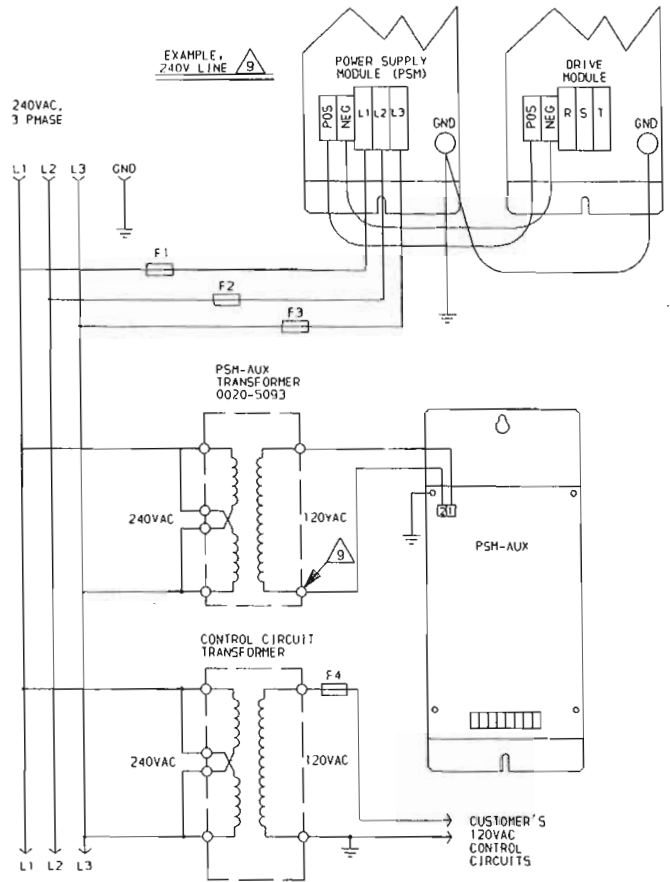 EXAMPLE,
240V LINE 9
POWER SUPPLY
MODULE (PSM)
DRIVE
MODULE
240VAC,
3 PHASE
POS NEG L1 L2 L3
GND
POS NEG R S T
GND
L1 L2 L3 GND
F1
F2
F3
PSM-AUX
TRANSFORMER
0020-5093
240VAC
120VAC
9
2 1
PSM-AUX
CONTROL CIRCUIT
TRANSFORMER
F4
240VAC
120VAC
CUSTOMER'S
120VAC
CONTROL
CIRCUITS
L1 L2 L3